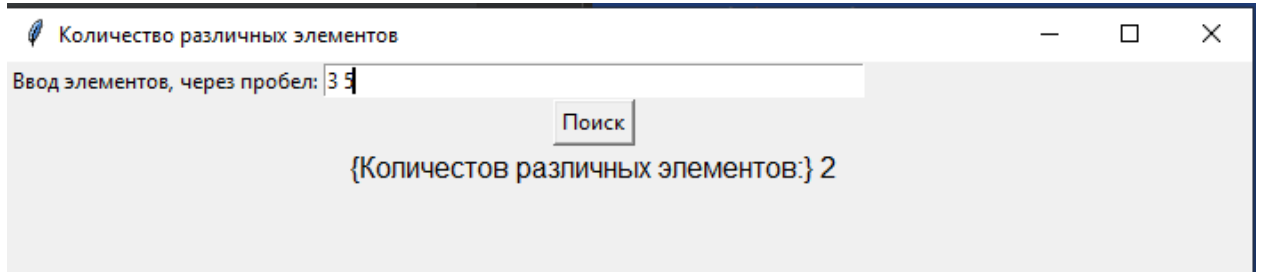 Количество различных элементов
Ввод элементов, через пробел: 3 5
Поиск
{Количестов различных элементов:} 2